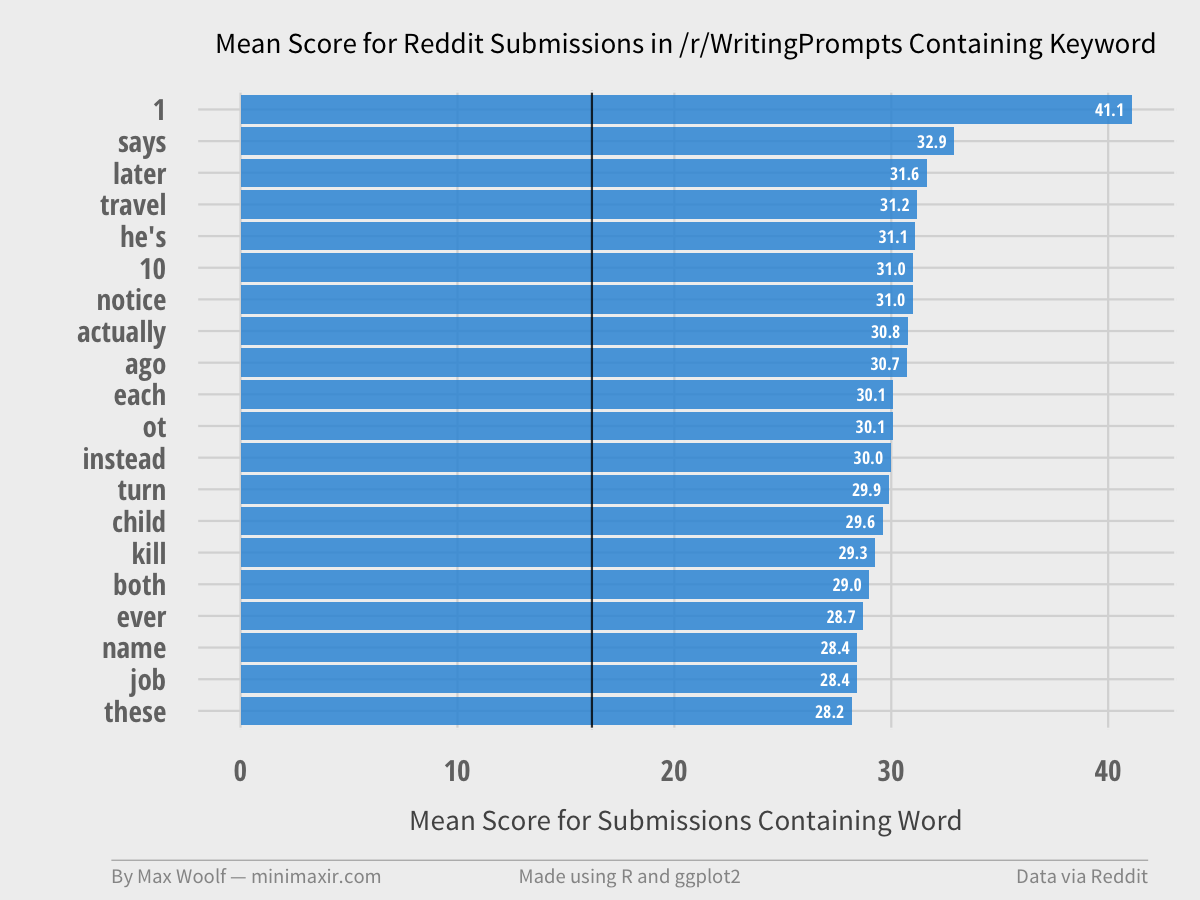 Mean Score for Reddit Submissions in /r/WritingPrompts Containing Keyword
1 41.1
says 32.9
later 31.6
travel 31.2
he's 31.1
10 31.0
notice 31.0
actually 30.8
ago 30.7
each 30.1
ot 30.1
instead 30.0
turn 29.9
child 29.6
kill 29.3
both 29.0
ever 28.7
name 28.4
job 28.4
these 28.2
0 10 20 30 40
Mean Score for Submissions Containing Word
By Max Woolf — minimaxir.com Made using R and ggplot2 Data via Reddit